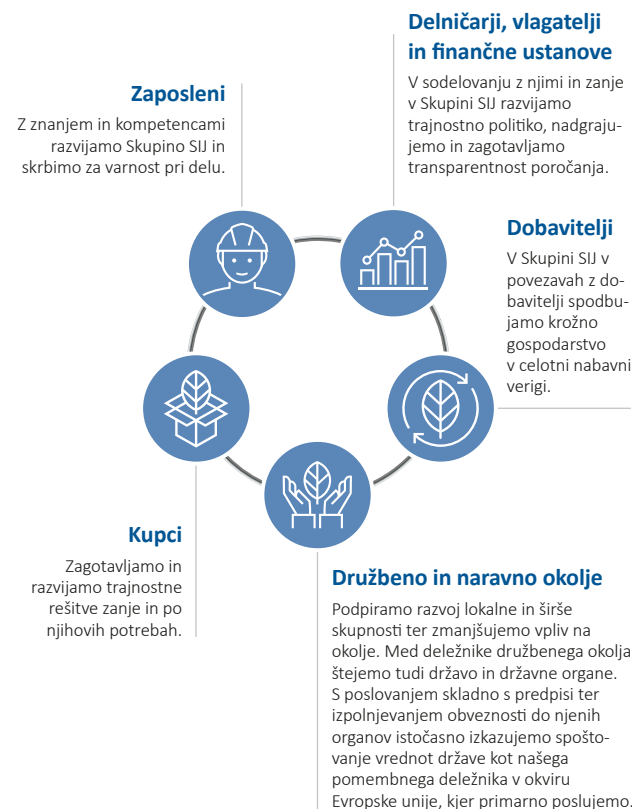 Delničarji, vlagatelji
in finančne ustanove
V sodelovanju z njimi in zanje
v Skupini SIJ razvijamo
trajnostno politiko, nadgraju-
jemo in zagotavljamo
transparentnost poročanja.
Zaposleni
Z znanjem in kompetencami
razvijamo Skupino SIJ in
skrbimo za varnost pri delu.
Dobavitelji
V Skupini SIJ v
povezavah z do-
bavitelji spodbu-
jamo krožno
gospodarstvo
v celotni nabavni
verigi.
Kupci
Zagotavljamo in
razvijamo trajnostne
rešitve zanje in po
njihovih potrebah.
Družbeno in naravno okolje
Podpiramo razvoj lokalne in širše
skupnosti ter zmanjšujemo vpliv na
okolje. Med deležnike družbenega okolja
štejemo tudi državo in državne organe.
S poslovanjem skladno s predpisi ter
izpolnjevanjem obveznosti do njenih
organov istočasno izkazujemo spošto-
vanje vrednot države kot našega
pomembnega deležnika v okviru
Evropske unije, kjer primarno poslujemo.